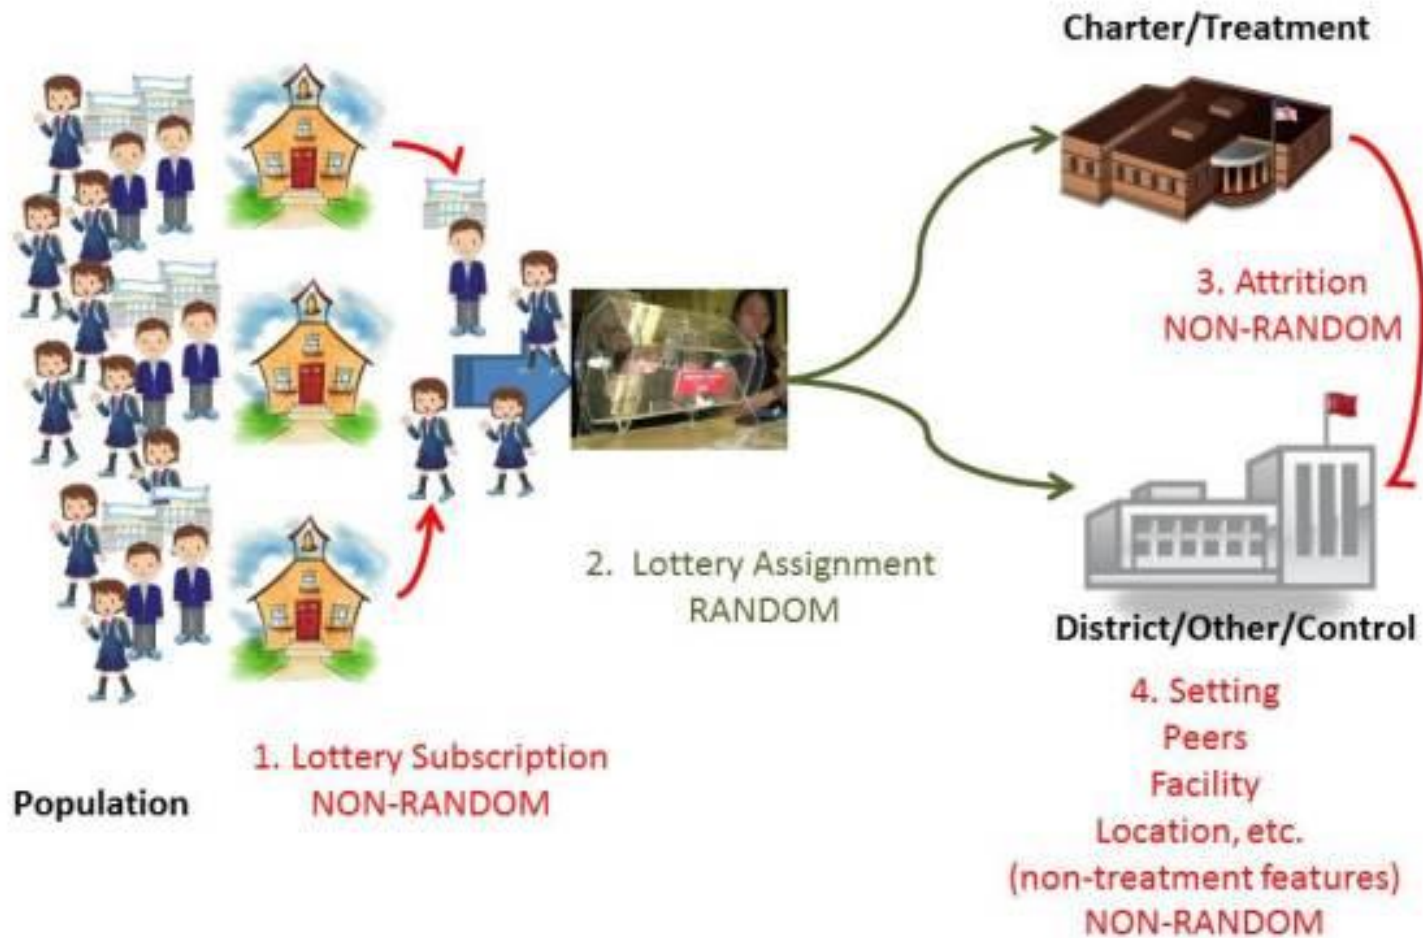 Charter/Treatment
3. Attrition
NON-RANDOM
2. Lottery Assignment
RANDOM
District/Other/Control
4. Setting
Peers
Facility
Location, etc.
(non-treatment features)
NON-RANDOM
1. Lottery Subscription
NON-RANDOM
Population